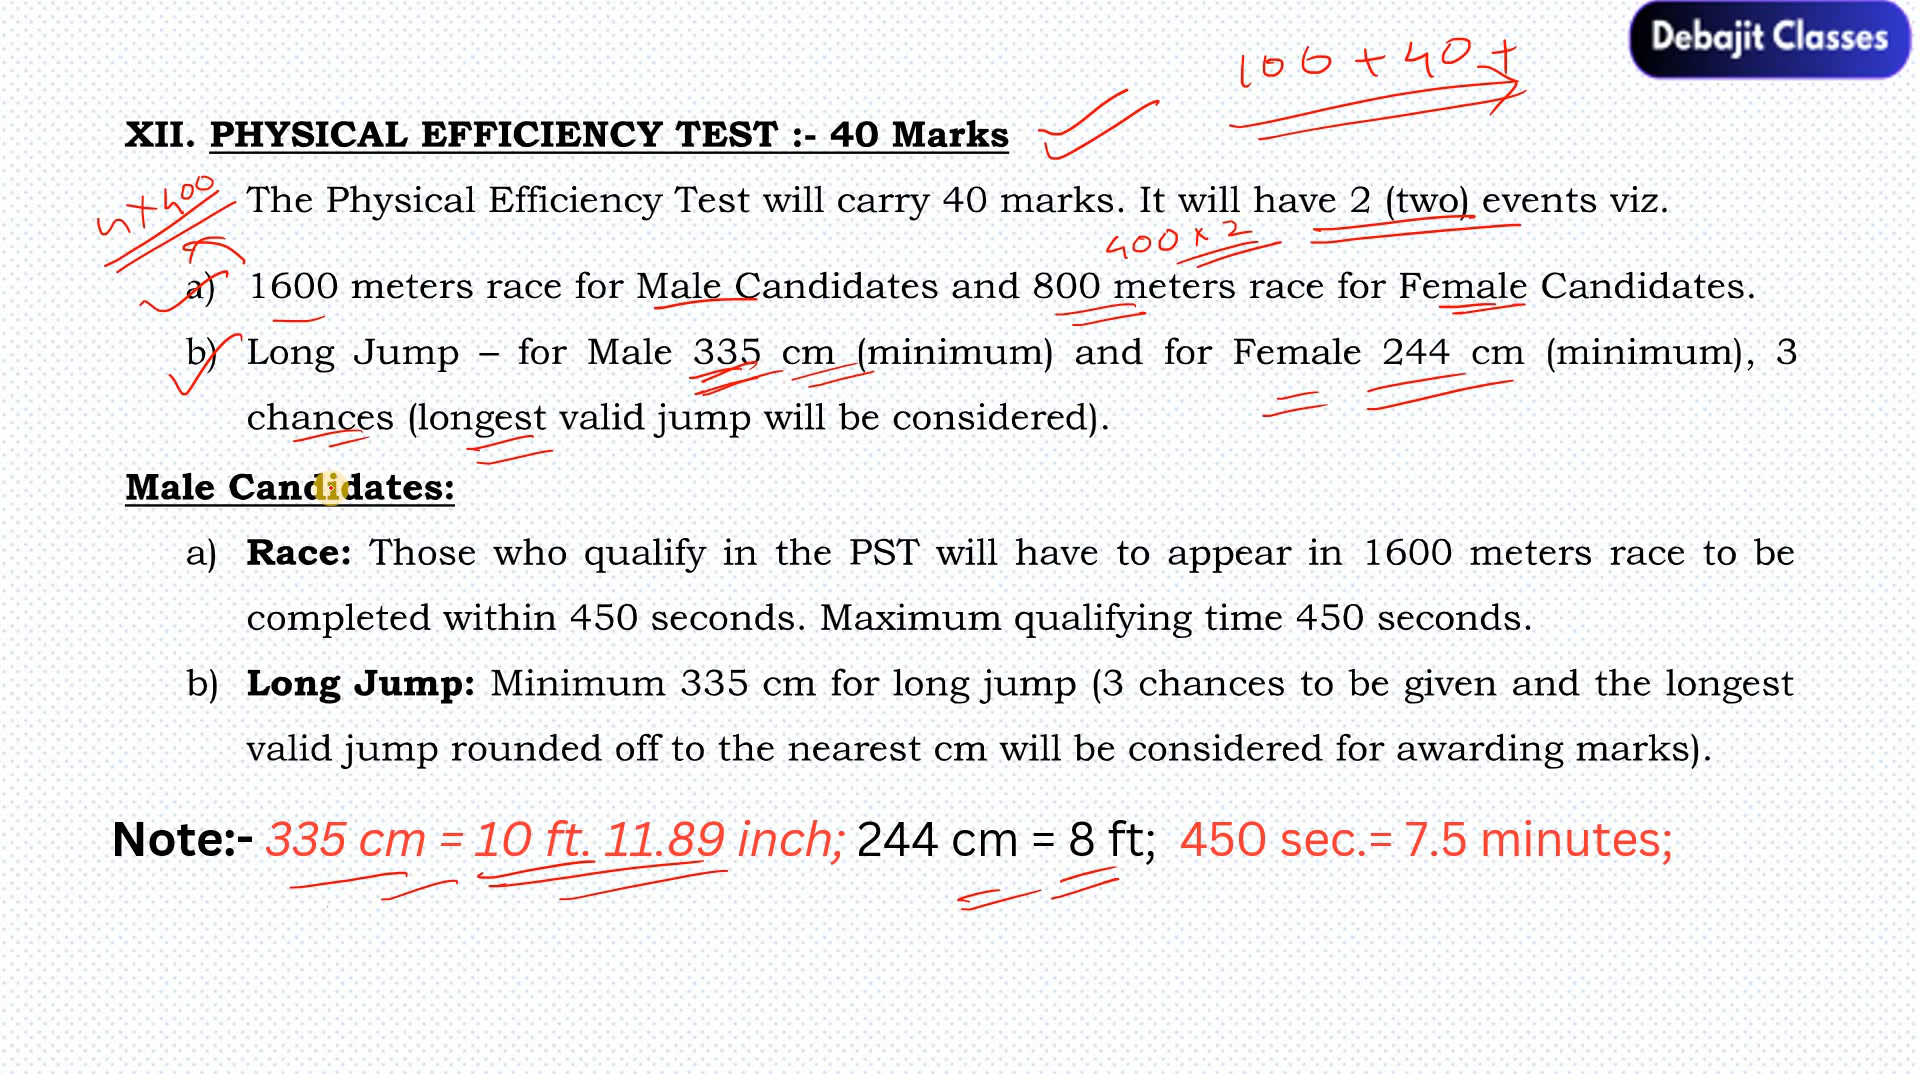 Debajit Classes
100 + 40 +
XII. PHYSICAL EFFICIENCY TEST :- 40 Marks
4 x 400
The Physical Efficiency Test will carry 40 marks. It will have 2 (two) events viz.
400 x 2
a) 1600 meters race for Male Candidates and 800 meters race for Female Candidates.
b) Long Jump – for Male 335 cm (minimum) and for Female 244 cm (minimum), 3
chances (longest valid jump will be considered).
Male Candidates:
a) Race: Those who qualify in the PST will have to appear in 1600 meters race to be
completed within 450 seconds. Maximum qualifying time 450 seconds.
b) Long Jump: Minimum 335 cm for long jump (3 chances to be given and the longest
valid jump rounded off to the nearest cm will be considered for awarding marks).
Note:- 335 cm = 10 ft. 11.89 inch; 244 cm = 8 ft; 450 sec.= 7.5 minutes;